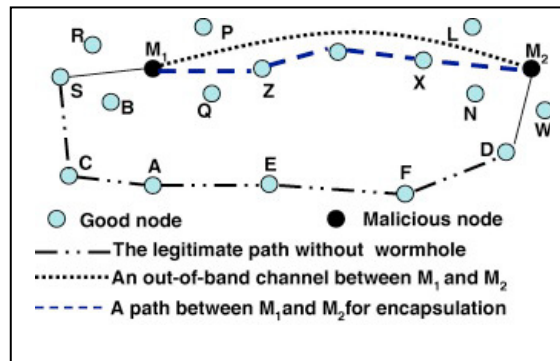 P
R
M1
L
M2
S
Z
X
B
Q
N
W
D
C
A
E
F
Good node
Malicious node
The legitimate path without wormhole
An out-of-band channel between M1 and M2
A path between M1and M2for encapsulation